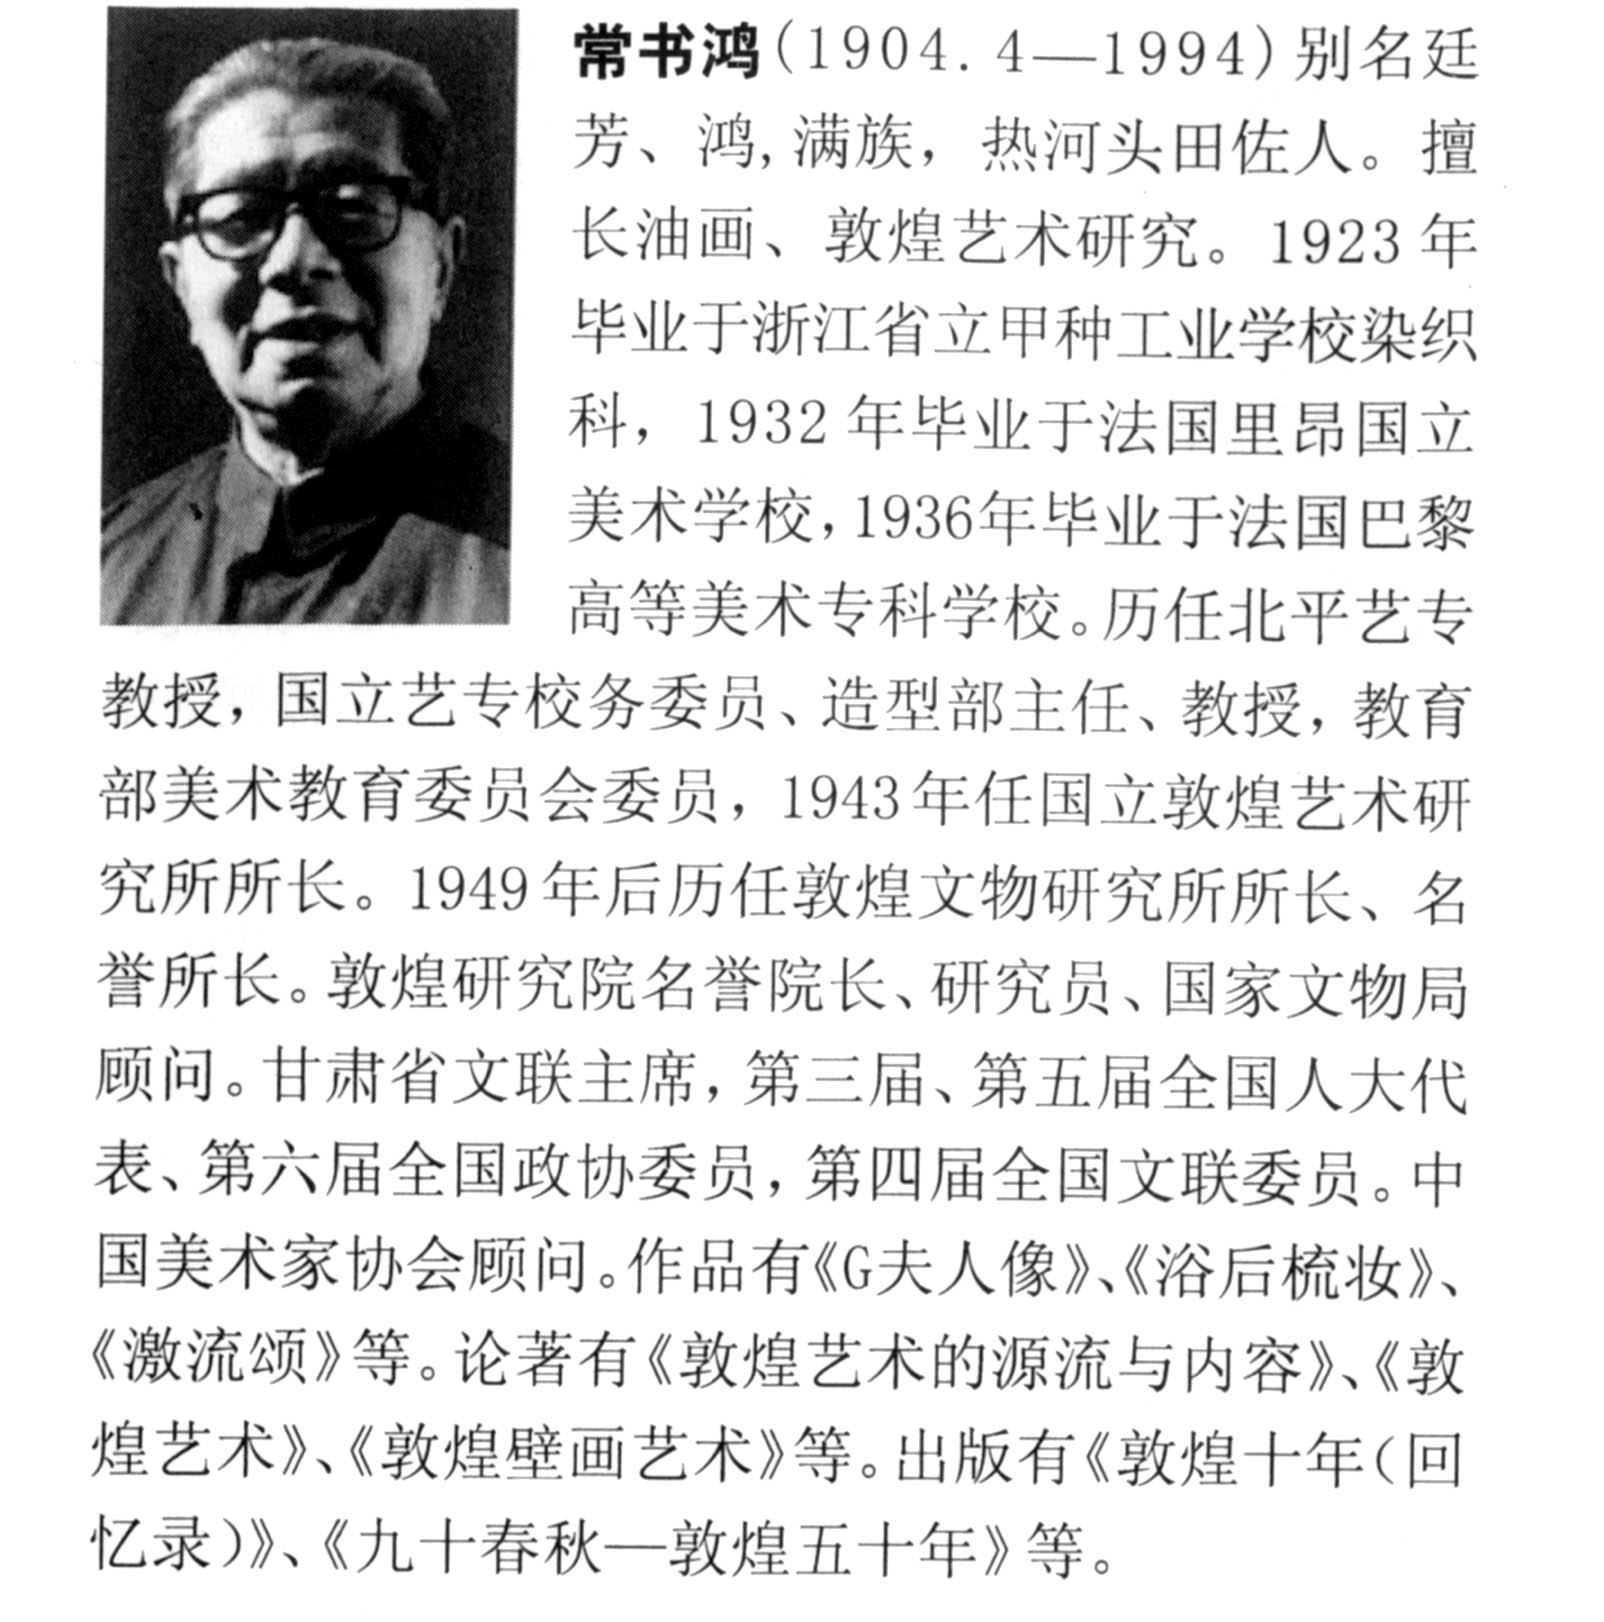 常书鸿(1904.4—1994)别名廷
芳、鸿,满族，热河头田佐人。擅
长油画、敦煌艺术研究。1923年
毕业于浙江省立甲种工业学校染织
科，1932年毕业于法国里昂国立
美术学校,1936年毕业于法国巴黎
高等美术专科学校。历任北平艺专
教授，国立艺专校务委员、造型部主任、教授，教育
部美术教育委员会委员，1943年任国立敦煌艺术研
究所所长。1949年后历任敦煌文物研究所所长、名
誉所长。敦煌研究院名誉院长、研究员、国家文物局
顾问。甘肃省文联主席，第三届、第五届全国人大代
表、第六届全国政协委员，第四届全国文联委员。中
国美术家协会顾问。作品有《G夫人像》、《浴后梳妆》、
《激流颂》等。论著有《敦煌艺术的源流与内容》、《敦
煌艺术》、《敦煌壁画艺术》等。出版有《敦煌十年(回
忆录)》、《九十春秋—敦煌五十年》等。